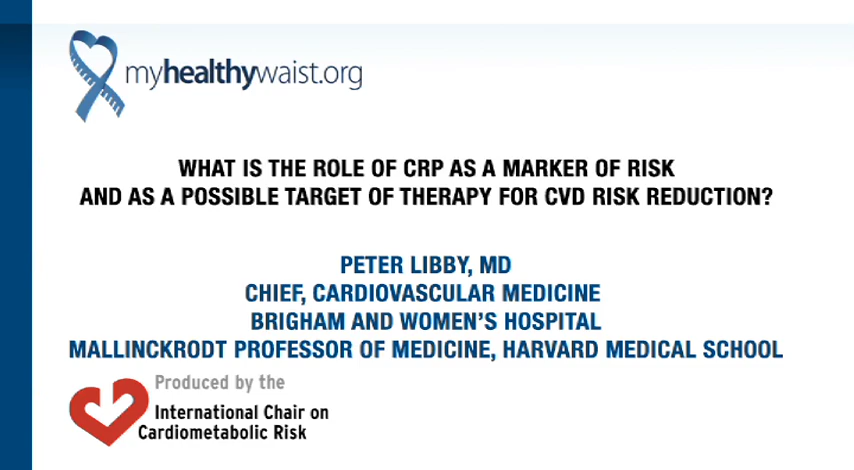 myhealthywaist.org
WHAT IS THE ROLE OF CRP AS A MARKER OF RISK
AND AS A POSSIBLE TARGET OF THERAPY FOR CVD RISK REDUCTION?
PETER LIBBY, MD
CHIEF, CARDIOVASCULAR MEDICINE
BRIGHAM AND WOMEN'S HOSPITAL
MALLINCKRODT PROFESSOR OF MEDICINE, HARVARD MEDICAL SCHOOL
Produced by the
International Chair on
Cardiometabolic Risk